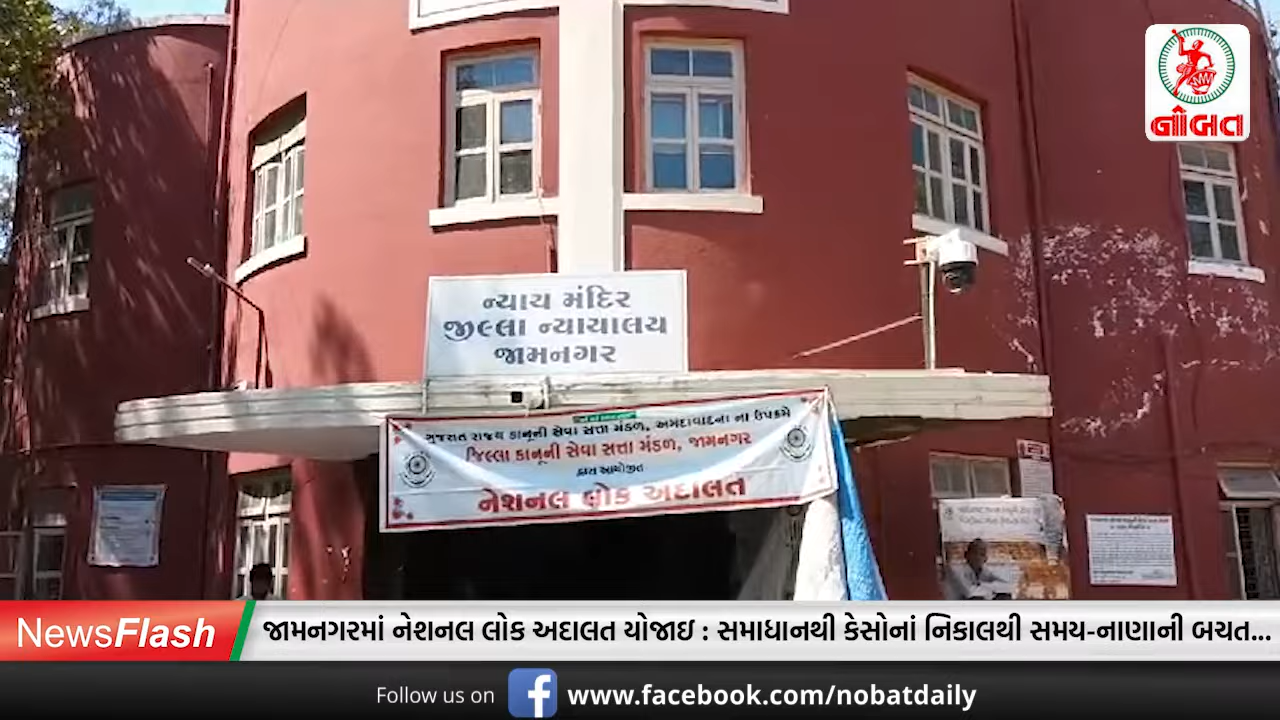 નોબત
ન્યાય મંદિર
જીલ્લા ન્યાયાલય
જામનગર
ગુજરાત રાજ્ય કાનૂની સેવા સત્તા મંડળ, અમદાવાદના ના ઉપક્રમે
જિલ્લા કાનૂની સેવા સત્તા મંડળ, જામનગર
દ્વારા આયોજીત
નેશનલ લોક અદાલત
NewsFlash
જામનગરમાં નેશનલ લોક અદાલત યોજાઇ : સમાધાનથી કેસોનાં નિકાલથી સમય-નાણાની બચત...
Follow us on
www.facebook.com/nobatdaily